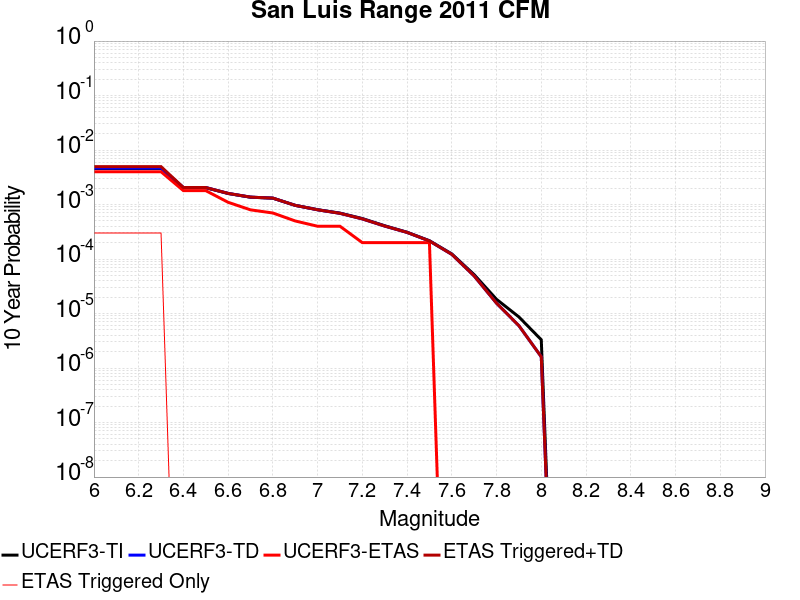 San Luis Range 2011 CFM
10 0
10 -1
10 -2
10 -3
10 -4
10 -5
10 -6
10 -7
10 -8
10 Year Probability
6 6.2 6.4 6.6 6.8 7 7.2 7.4 7.6 7.8 8 8.2 8.4 8.6 8.8 9
Magnitude
UCERF3-TI UCERF3-TD UCERF3-ETAS ETAS Triggered+TD
ETAS Triggered Only